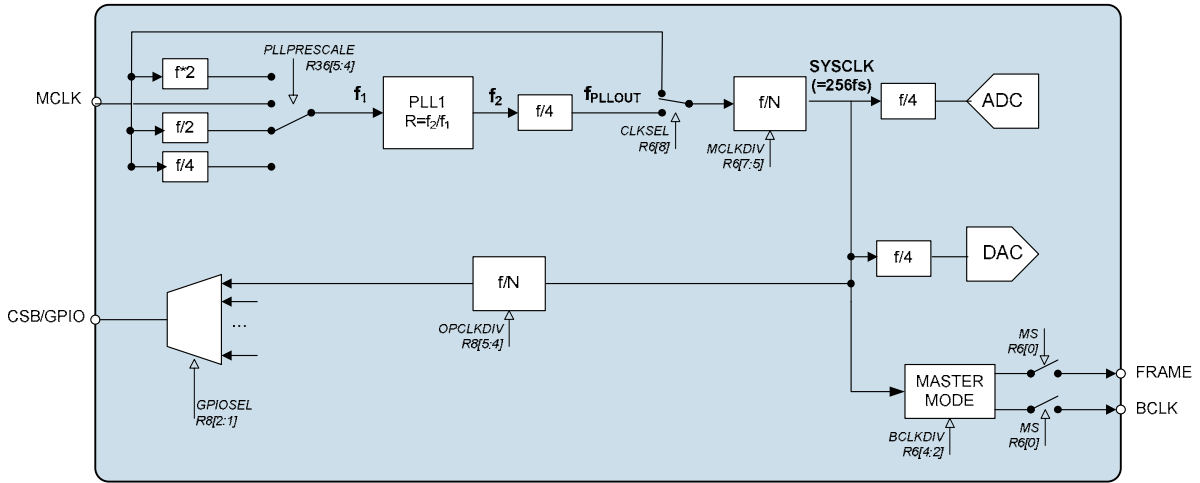 PLLPRESCALE
R36[5:4]
f*2
MCLK
f/2
f/4
f1
PLL1
R=f2/f1
f2
f/4
fPLLOUT
CLKSEL
R6[8]
f/N
MCLKDIV
R6[7:5]
SYSCLK
(=256fs)
f/4
ADC
f/4
DAC
f/N
OPCLKDIV
R8[5:4]
CSB/GPIO
...
GPIOSEL
R8[2:1]
MASTER
MODE
BCLKDIV
R6[4:2]
MS
R6[0]
FRAME
BCLK
MS
R6[0]